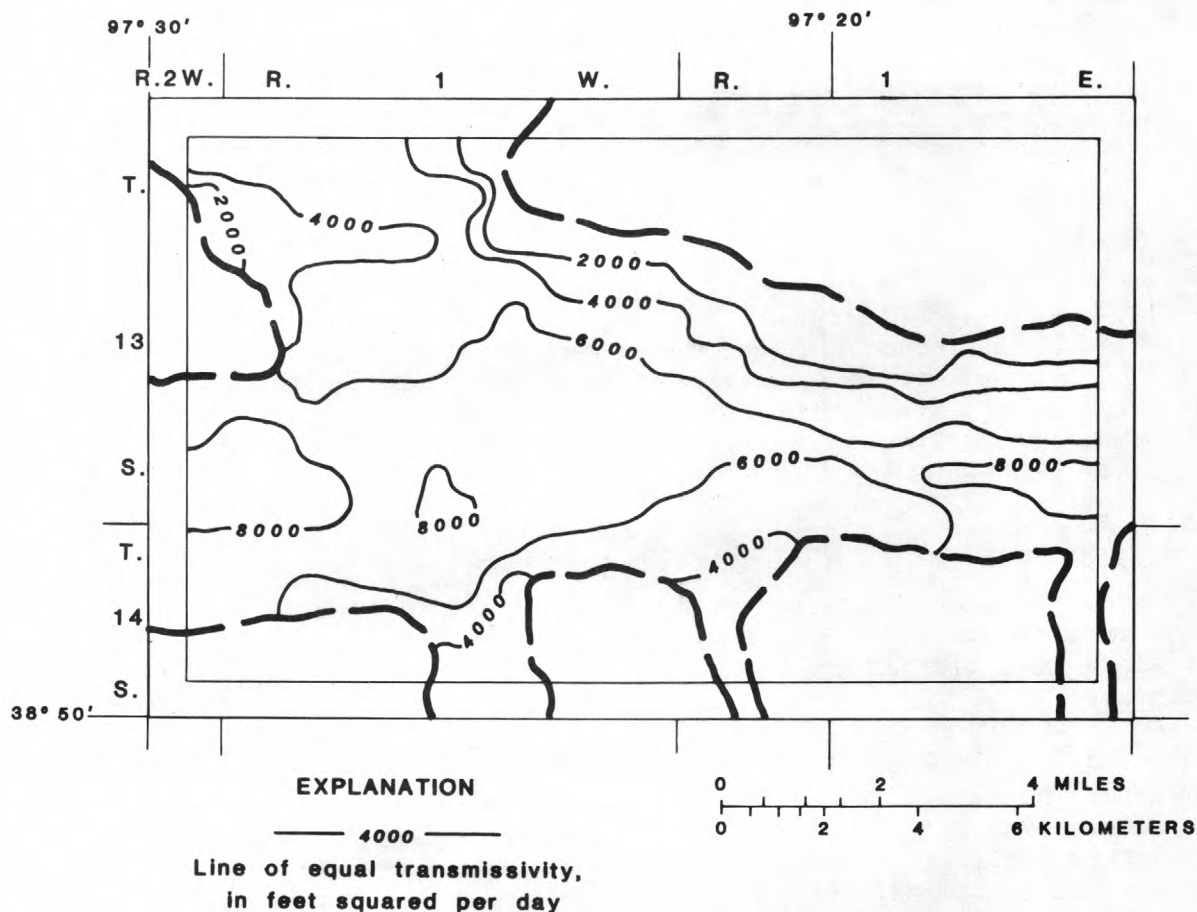 97° 30′
97° 20′
R.2W. R. 1 W. R. 1 E.
T.
2000
4000
2000
4000
13
6000
S.
6000
8000
8000
8000
T.
4000
14
4000
S.
38° 50′
EXPLANATION
4000
Line of equal transmissivity,
in feet squared per day
0 2 4 MILES
0 2 4 6 KILOMETERS